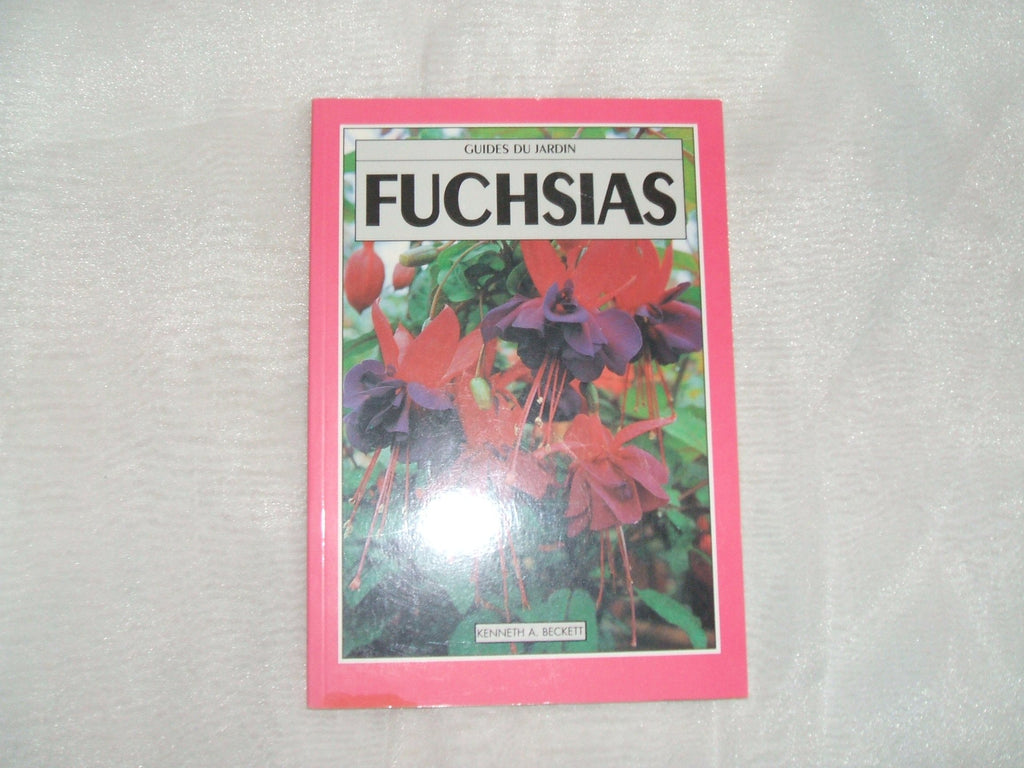 GUIDES DU JARDIN
FUCHSIAS
KENNETH A. BECKETT